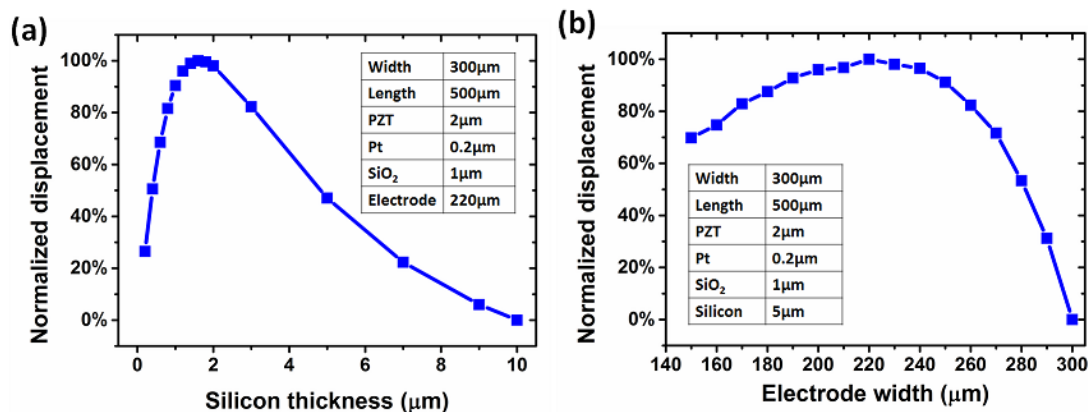 (a)
Normalized displacement
100%
80%
60%
40%
20%
0%
Width 300µm
Length 500µm
PZT 2µm
Pt 0.2µm
SiO₂ 1µm
Electrode 220µm
0 2 4 6 8 10
Silicon thickness (µm)
(b)
Normalized displacement
100%
80%
60%
40%
20%
0%
Width 300µm
Length 500µm
PZT 2µm
Pt 0.2µm
SiO₂ 1µm
Silicon 5µm
140 160 180 200 220 240 260 280 300
Electrode width (µm)